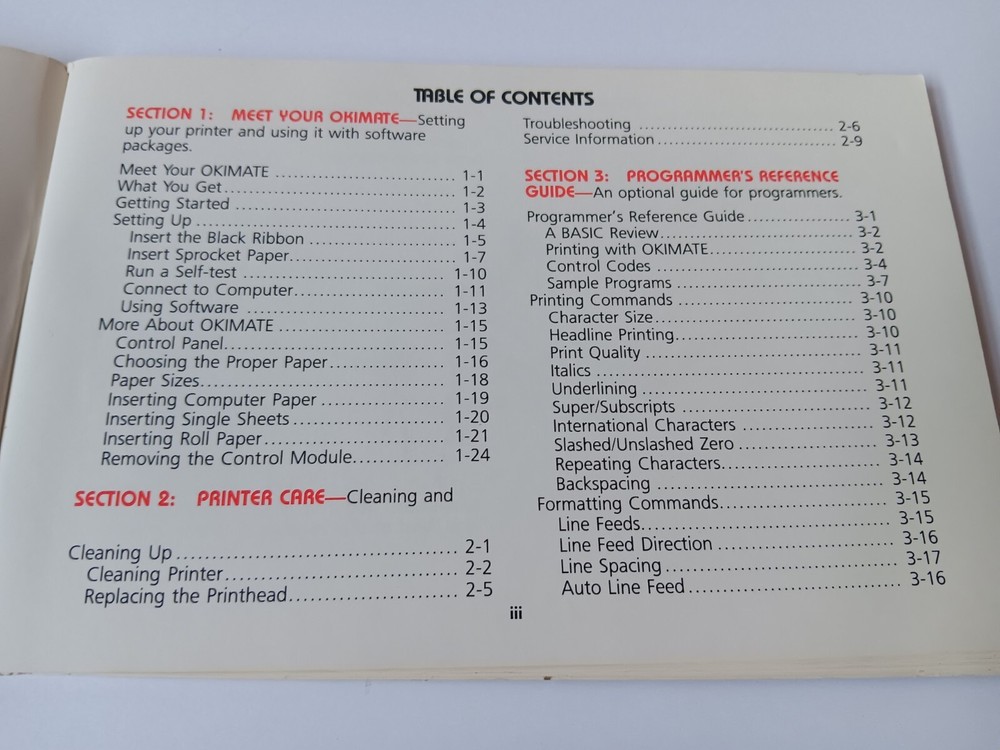 TABLE OF CONTENTS
SECTION 1: MEET YOUR OKIMATE—Setting
up your printer and using it with software
packages.
Meet Your OKIMATE ................................ 1-1
What You Get ................................ 1-2
Getting Started ................................ 1-3
Setting Up ................................ 1-4
Insert the Black Ribbon ................................ 1-5
Insert Sprocket Paper ................................ 1-7
Run a Self-test ................................ 1-10
Connect to Computer ................................ 1-11
Using Software ................................ 1-13
More About OKIMATE ................................ 1-15
Control Panel ................................ 1-15
Choosing the Proper Paper ................................ 1-16
Paper Sizes ................................ 1-18
Inserting Computer Paper ................................ 1-19
Inserting Single Sheets ................................ 1-20
Inserting Roll Paper ................................ 1-21
Removing the Control Module ................................ 1-24
SECTION 2: PRINTER CARE—Cleaning and
Cleaning Up ................................ 2-1
Cleaning Printer ................................ 2-2
Replacing the Printhead ................................ 2-5
Troubleshooting ................................ 2-6
Service Information ................................ 2-9
SECTION 3: PROGRAMMER'S REFERENCE
GUIDE—An optional guide for programmers.
Programmer's Reference Guide ................................ 3-1
A BASIC Review ................................ 3-2
Printing with OKIMATE ................................ 3-2
Control Codes ................................ 3-4
Sample Programs ................................ 3-7
Printing Commands ................................ 3-10
Character Size ................................ 3-10
Headline Printing ................................ 3-10
Print Quality ................................ 3-11
Italics ................................ 3-11
Underlining ................................ 3-11
Super/Subscripts ................................ 3-12
International Characters ................................ 3-12
Slashed/Unslashed Zero ................................ 3-13
Repeating Characters ................................ 3-14
Backspacing ................................ 3-14
Formatting Commands ................................ 3-15
Line Feeds ................................ 3-15
Line Feed Direction ................................ 3-16
Line Spacing ................................ 3-17
Auto Line Feed ................................ 3-16
iii